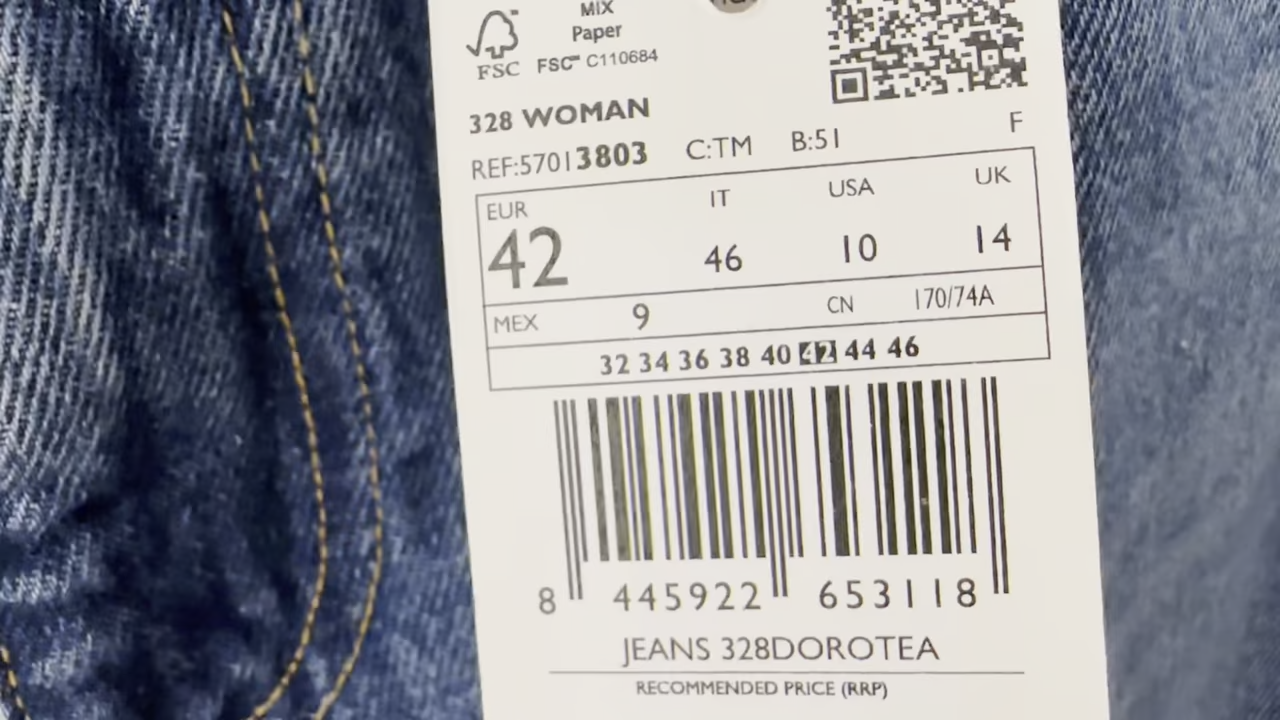 MIX
Paper
FSC
FSC™ C110684
328 WOMAN
F
REF:57013803 C:TM B:51
EUR IT USA UK
42 46 10 14
MEX 9 CN 170/74A
32 34 36 38 40 42 44 46
8 445922 653118
JEANS 328DOROTEA
RECOMMENDED PRICE (RRP)